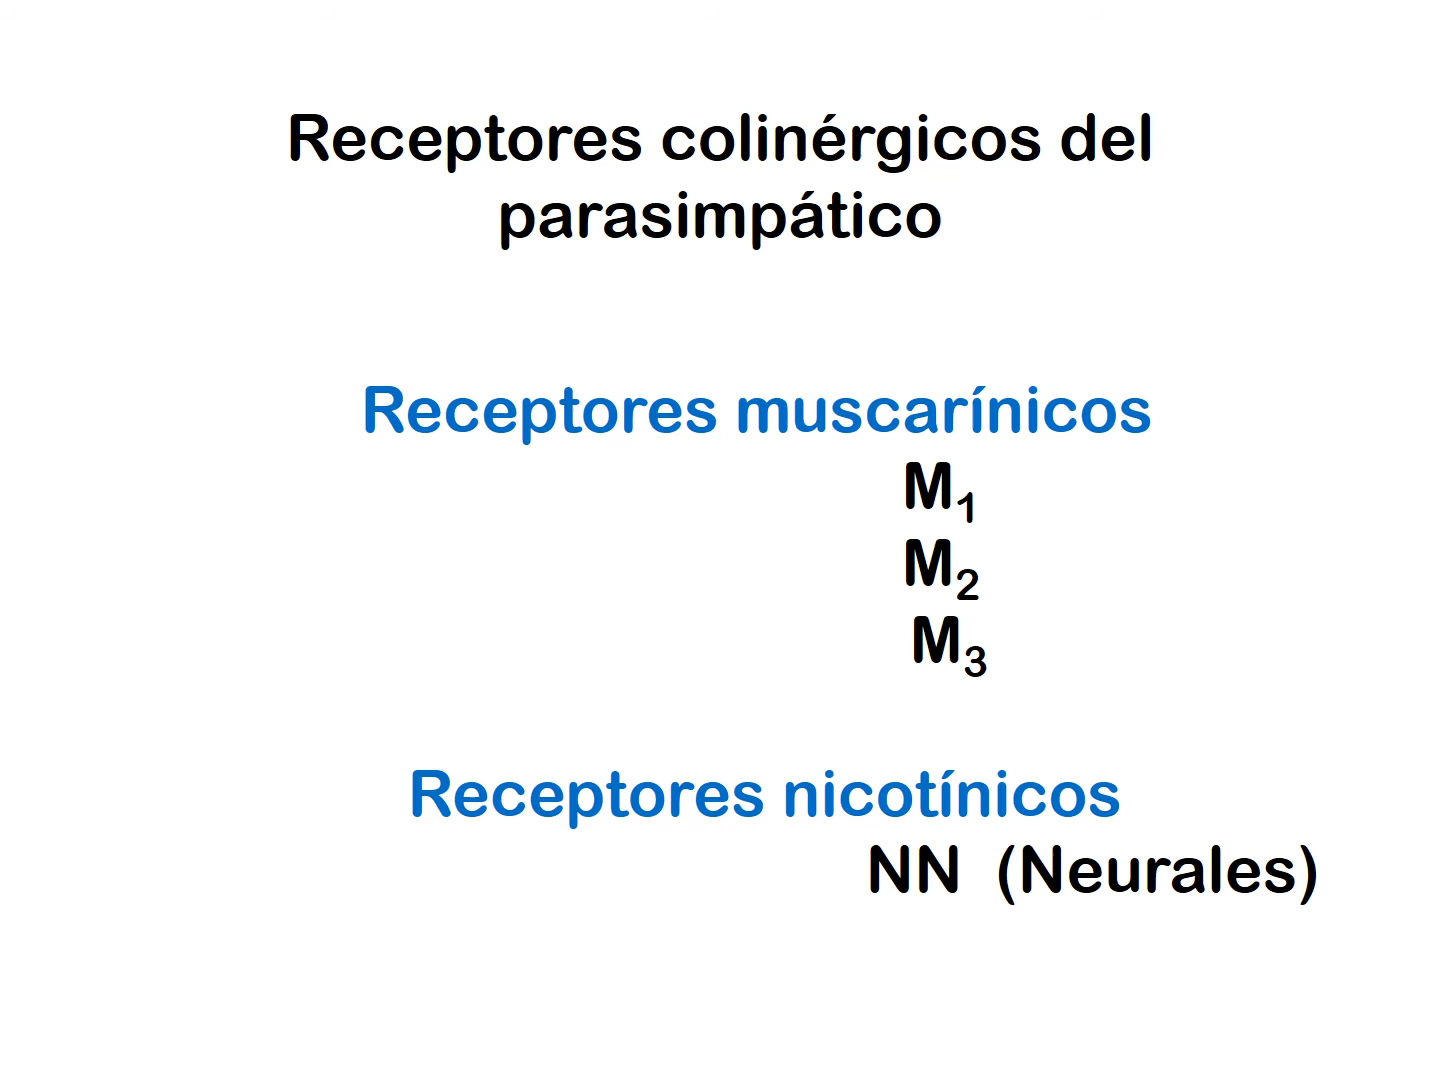 Receptores colinérgicos del
parasimpático
Receptores muscarínicos
M₁
M₂
M₃
Receptores nicotínicos
NN (Neurales)